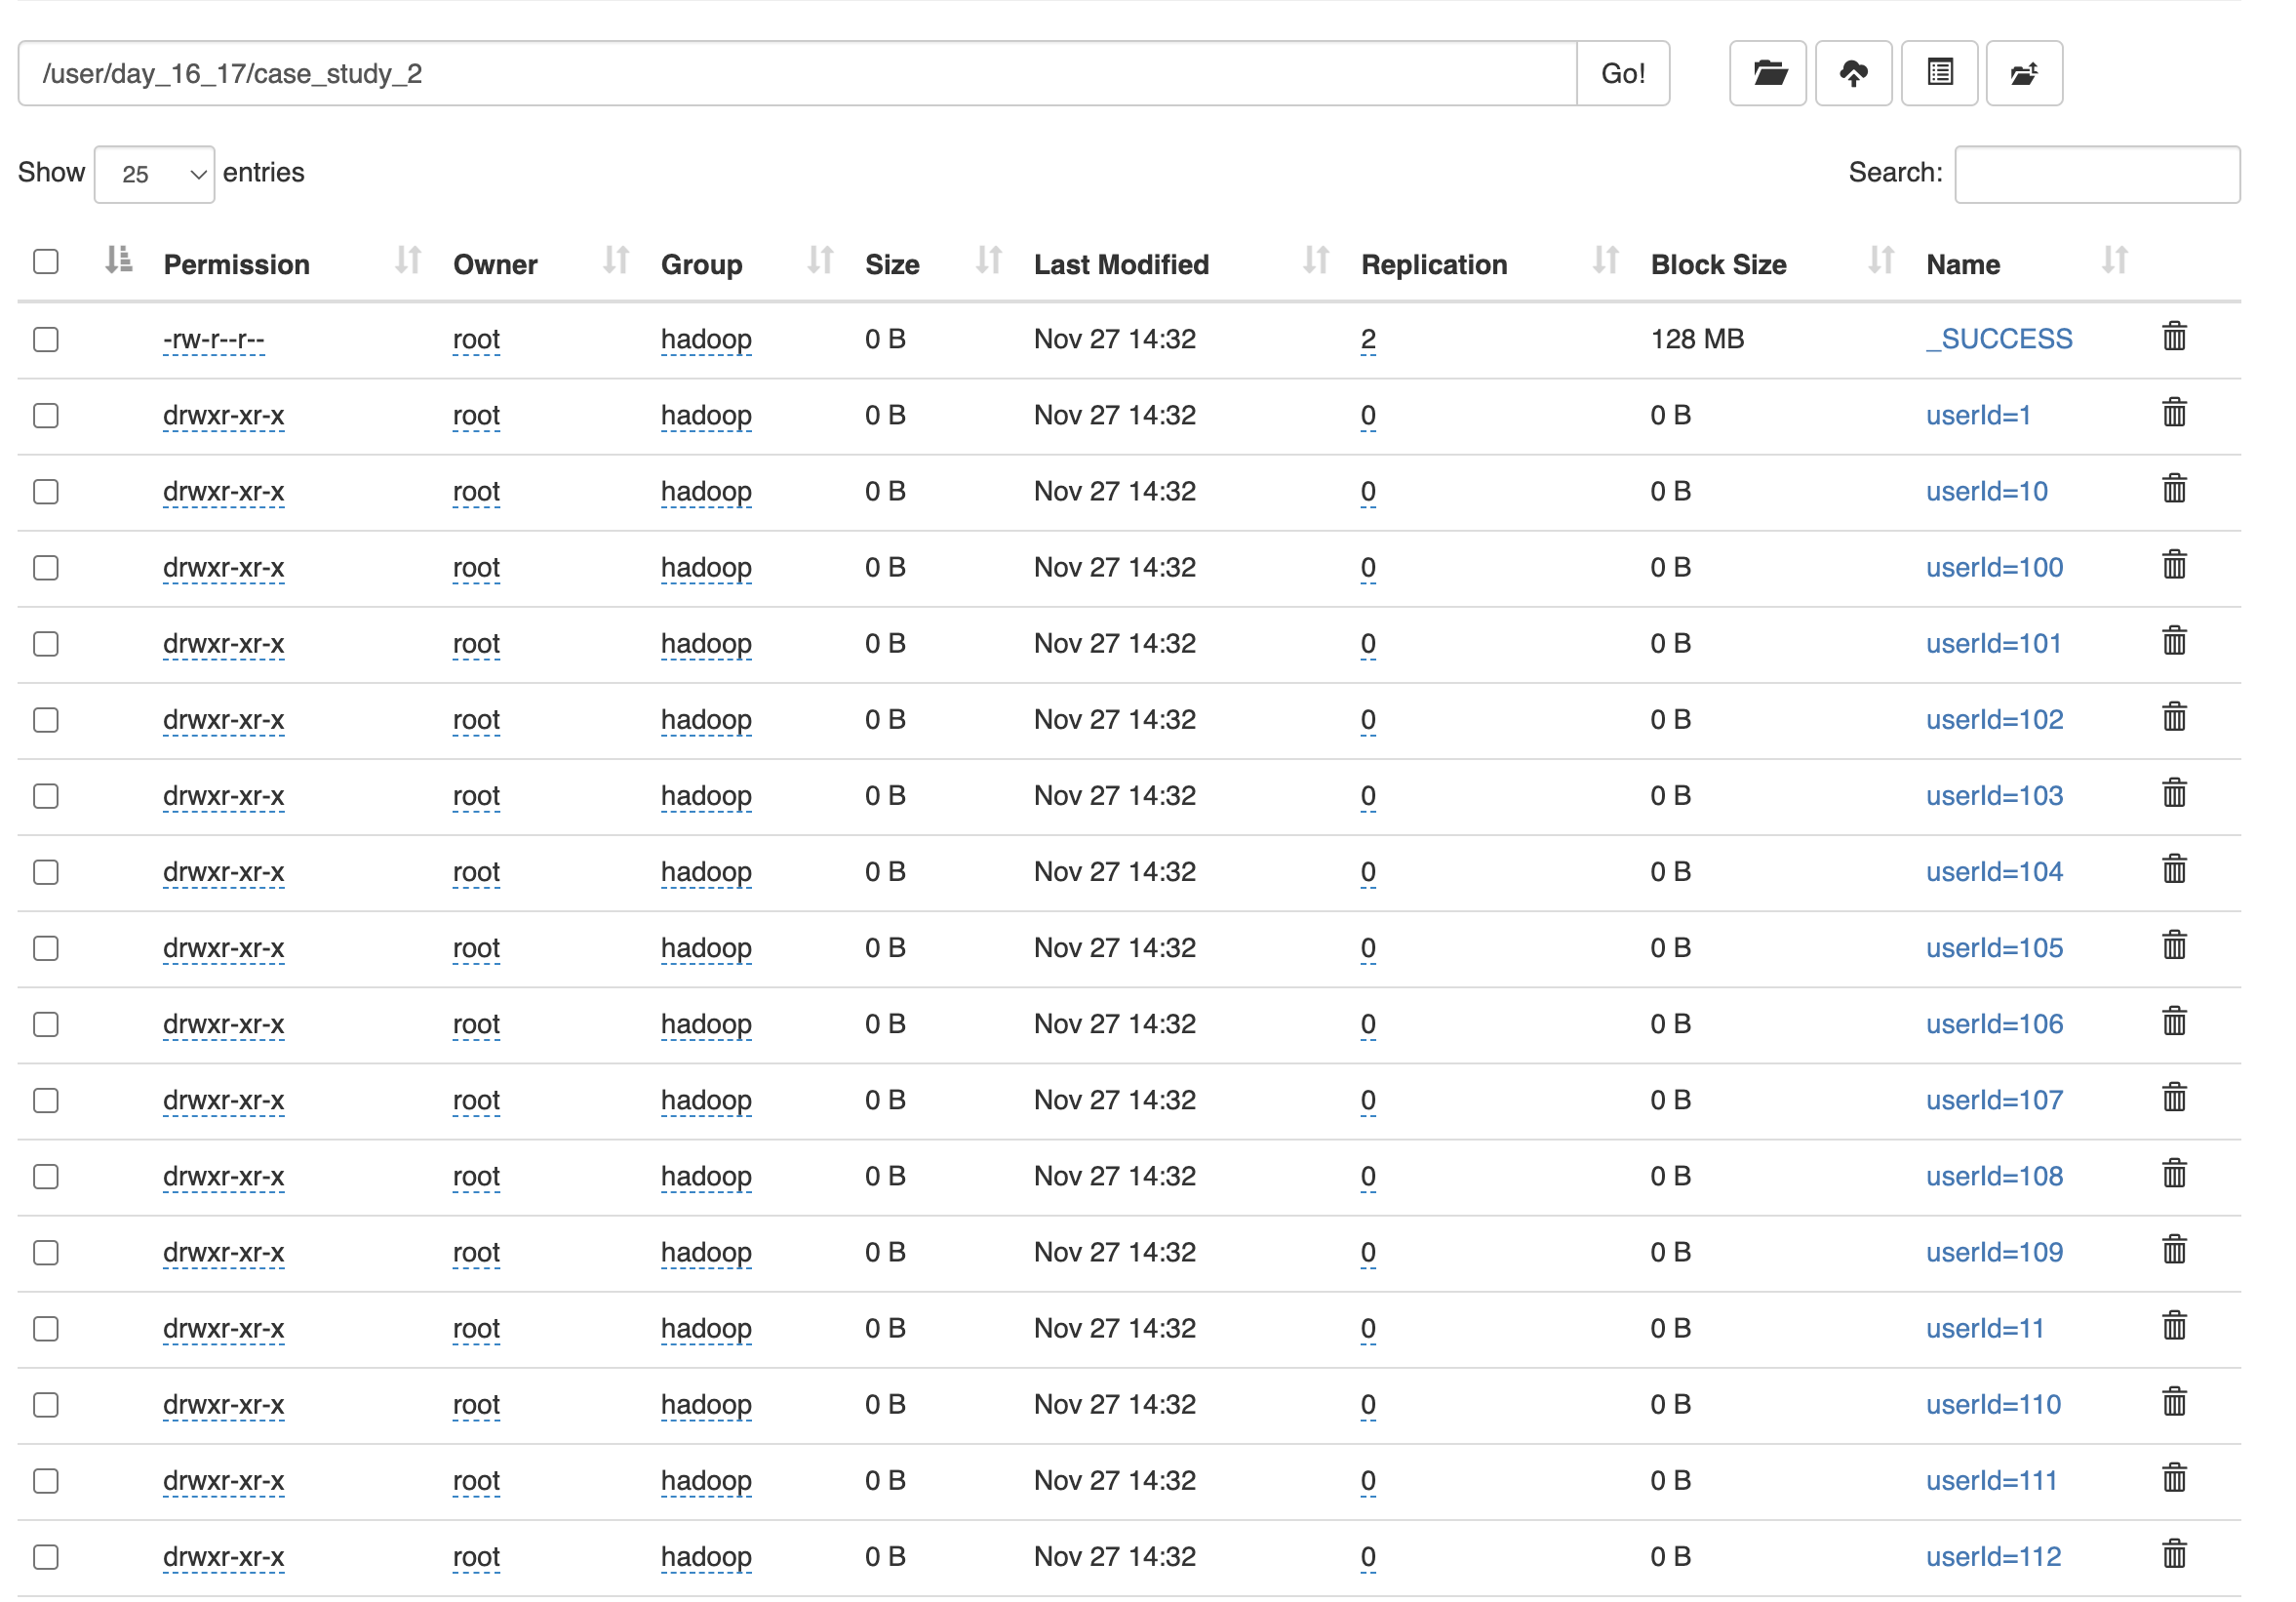 /user/day_16_17/case_study_2 Go!
Show 25 entries Search:
Permission Owner Group Size Last Modified Replication Block Size Name
-rw-r--r-- root hadoop 0 B Nov 27 14:32 2 128 MB _SUCCESS
drwxr-xr-x root hadoop 0 B Nov 27 14:32 0 0 B userId=1
drwxr-xr-x root hadoop 0 B Nov 27 14:32 0 0 B userId=10
drwxr-xr-x root hadoop 0 B Nov 27 14:32 0 0 B userId=100
drwxr-xr-x root hadoop 0 B Nov 27 14:32 0 0 B userId=101
drwxr-xr-x root hadoop 0 B Nov 27 14:32 0 0 B userId=102
drwxr-xr-x root hadoop 0 B Nov 27 14:32 0 0 B userId=103
drwxr-xr-x root hadoop 0 B Nov 27 14:32 0 0 B userId=104
drwxr-xr-x root hadoop 0 B Nov 27 14:32 0 0 B userId=105
drwxr-xr-x root hadoop 0 B Nov 27 14:32 0 0 B userId=106
drwxr-xr-x root hadoop 0 B Nov 27 14:32 0 0 B userId=107
drwxr-xr-x root hadoop 0 B Nov 27 14:32 0 0 B userId=108
drwxr-xr-x root hadoop 0 B Nov 27 14:32 0 0 B userId=109
drwxr-xr-x root hadoop 0 B Nov 27 14:32 0 0 B userId=11
drwxr-xr-x root hadoop 0 B Nov 27 14:32 0 0 B userId=110
drwxr-xr-x root hadoop 0 B Nov 27 14:32 0 0 B userId=111
drwxr-xr-x root hadoop 0 B Nov 27 14:32 0 0 B userId=112